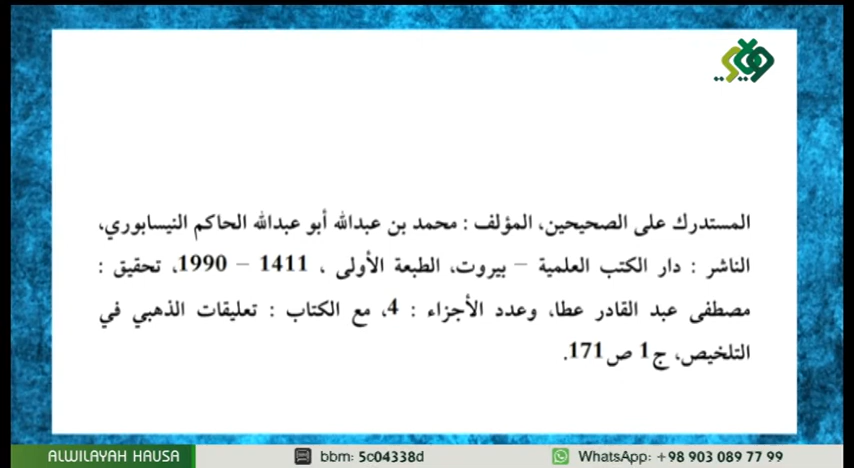 المستدرك على الصحيحين، المؤلف : محمد بن عبدالله أبو عبدالله الحاكم النيسابوري،
الناشر : دار الكتب العلمية – بيروت، الطبعة الأولى ، 1411 – 1990، تحقيق :
مصطفى عبد القادر عطا، وعدد الأجزاء : 4، مع الكتاب : تعليقات الذهبي في
التلخيص، ج1 ص171.
ALWILAYAH HAUSA bbm: 5c04338d WhatsApp: +98 903 089 77 99